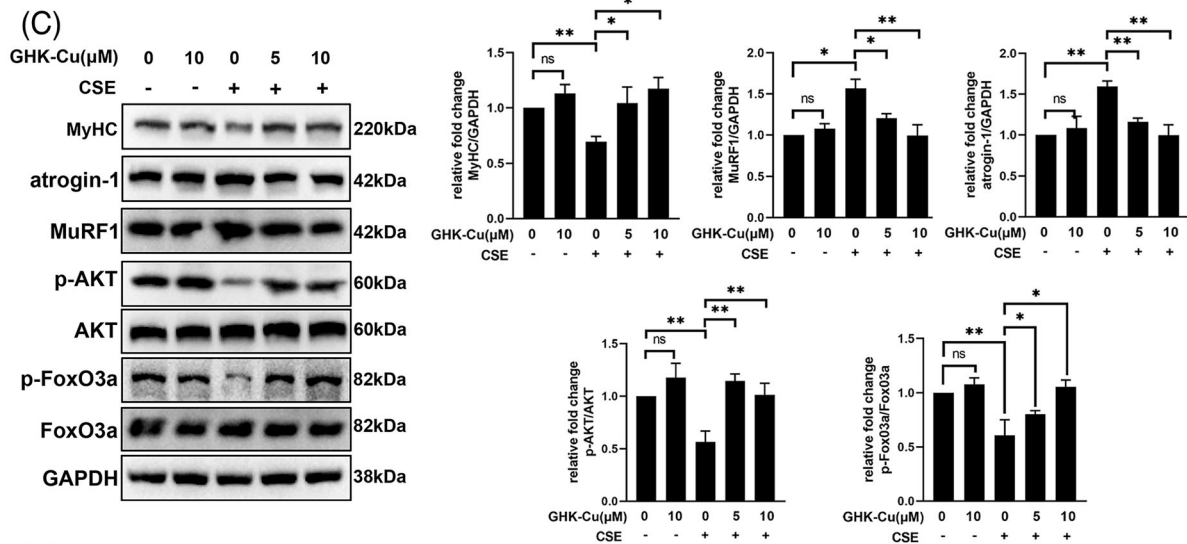 (C)
GHK-Cu(μM) 0 10 0 5 10
CSE - - + + +
MyHC 220kDa
atrogin-1 42kDa
MuRF1 42kDa
p-AKT 60kDa
AKT 60kDa
p-FoxO3a 82kDa
FoxO3a 82kDa
GAPDH 38kDa
relative fold change
MyHC/GAPDH
1.5
1.0
0.5
0.0
ns
**
*
*
GHK-Cu(μM) 0 10 0 5 10
CSE - - + + +
relative fold change
MuRF1/GAPDH
2.0
1.5
1.0
0.5
0.0
ns
*
*
**
GHK-Cu(μM) 0 10 0 5 10
CSE - - + + +
relative fold change
atrogin-1/GAPDH
2.0
1.5
1.0
0.5
0.0
ns
**
**
**
GHK-Cu(μM) 0 10 0 5 10
CSE - - + + +
relative fold change
p-AKT/AKT
1.5
1.0
0.5
0.0
ns
**
**
**
GHK-Cu(μM) 0 10 0 5 10
CSE - - + + +
relative fold change
p-Fox03a/Fox03a
1.5
1.0
0.5
0.0
ns
**
*
*
GHK-Cu(μM) 0 10 0 5 10
CSE - - + + +